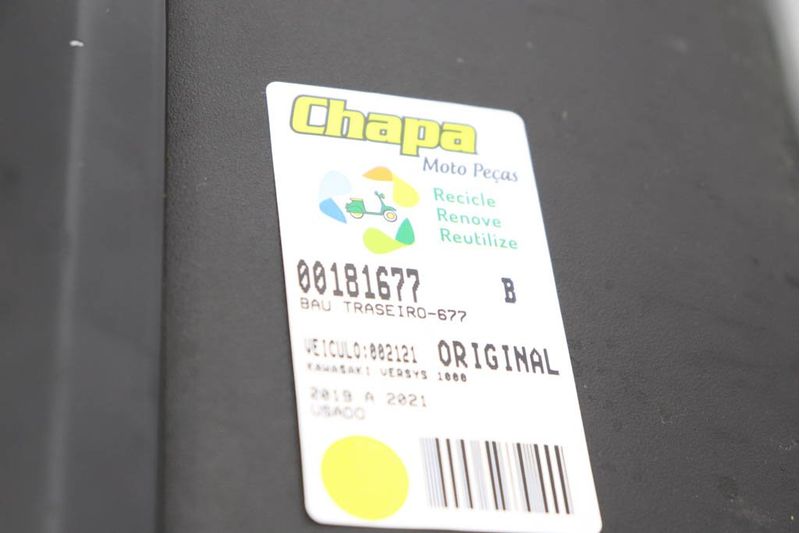 Chapa
Moto Peças
Recicle
Renove
Reutilize
00181677 B
BAU TRASEIRO-677
VEICULO:002121 ORIGINAL
KAWASAKI VERSYS 1000
2019 A 2021
USADO